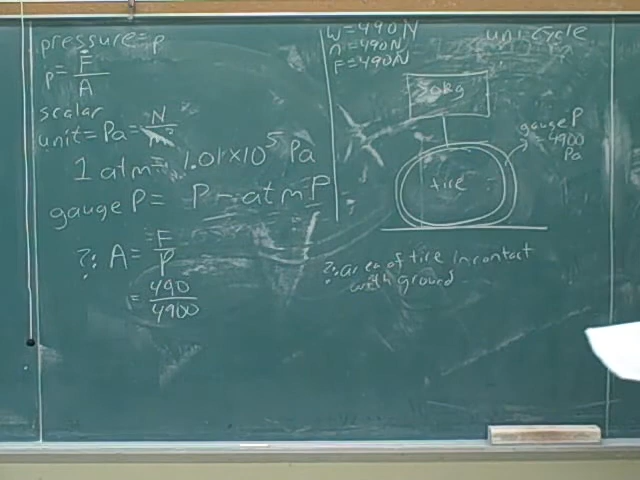 pressure = p
p = F/A
scalar
unit = Pa = N/m²
1 atm = 1.01×10⁵ Pa
gauge P = P - atm P
?: A = F/P
= 490/4900
W = 490N
n = 490N
F = 490N
unicycle
50kg
gauge P
= 4900
Pa
tire
?: area of tire in contact
with ground